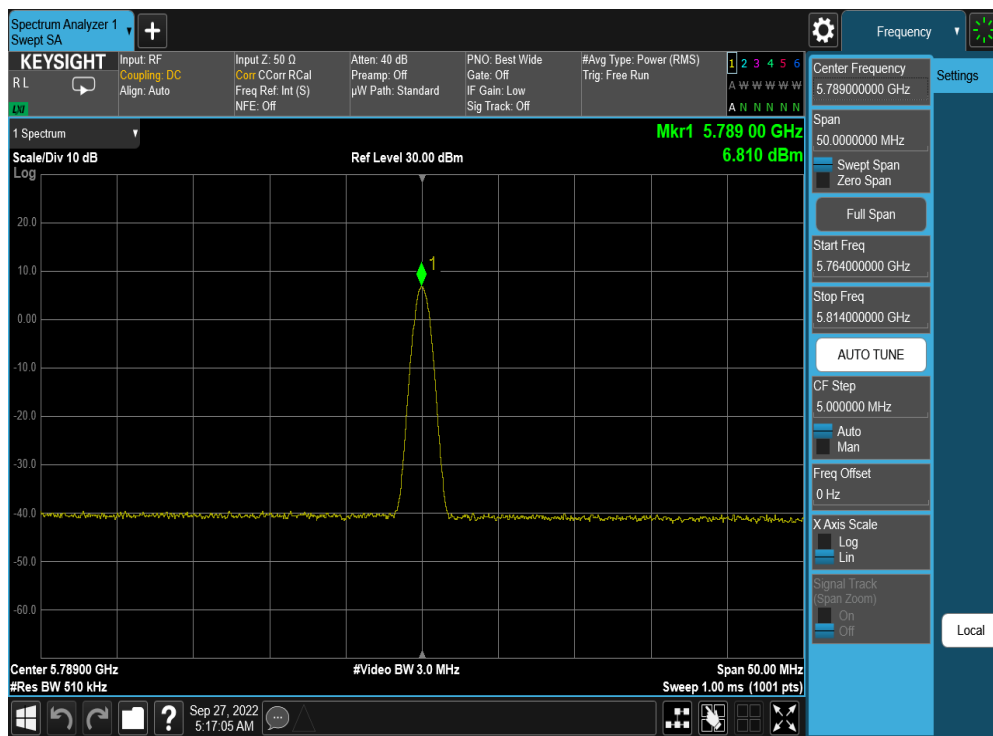 Spectrum Analyzer 1
Swept SA
+
Frequency
KEYSIGHT
R L
LXI
Input: RF
Coupling: DC
Align: Auto
Input Z: 50 Ω
Corr CCorr RCal
Freq Ref: Int (S)
NFE: Off
Atten: 40 dB
Preamp: Off
µW Path: Standard
PNO: Best Wide
Gate: Off
IF Gain: Low
Sig Track: Off
#Avg Type: Power (RMS)
Trig: Free Run
1 2 3 4 5 6
A W W W W W
A N N N N N
1 Spectrum
Mkr1 5.789 00 GHz
6.810 dBm
Scale/Div 10 dB
Ref Level 30.00 dBm
Log
1
20.0
10.0
0.00
-10.0
-20.0
-30.0
-40.0
-50.0
-60.0
Center 5.78900 GHz
#Video BW 3.0 MHz
Span 50.00 MHz
#Res BW 510 kHz
Sweep 1.00 ms (1001 pts)
Center Frequency
5.789000000 GHz
Settings
Span
50.0000000 MHz
Swept Span
Zero Span
Full Span
Start Freq
5.764000000 GHz
Stop Freq
5.814000000 GHz
AUTO TUNE
CF Step
5.000000 MHz
Auto
Man
Freq Offset
0 Hz
X Axis Scale
Log
Lin
Signal Track
(Span Zoom)
On
Off
Local
?
Sep 27, 2022
5:17:05 AM